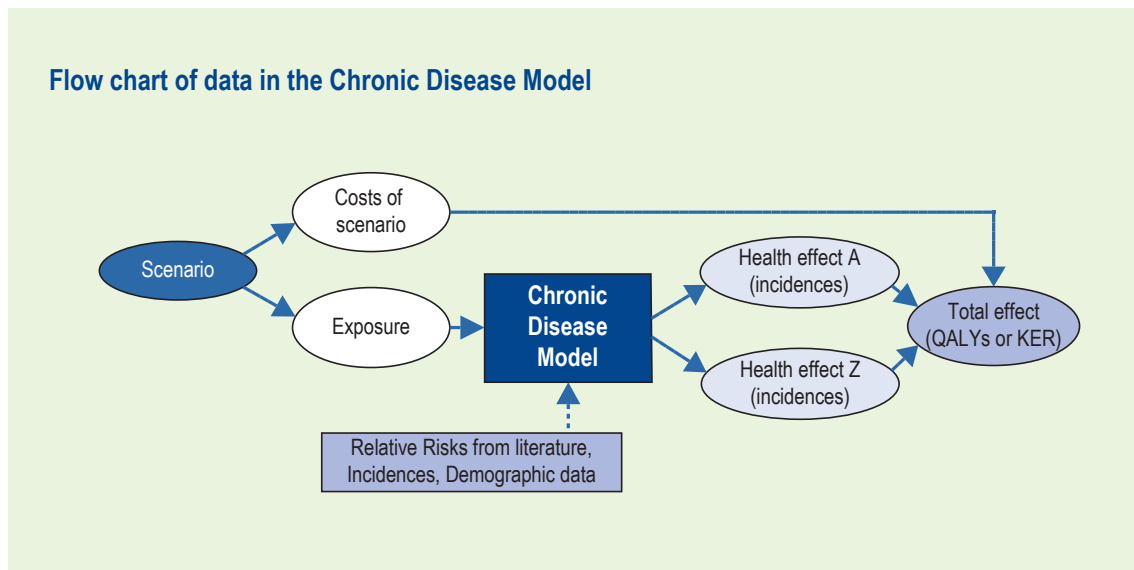 Flow chart of data in the Chronic Disease Model
Costs of
scenario
Scenario
Exposure
Chronic
Disease
Model
Health effect A
(incidences)
Health effect Z
(incidences)
Total effect
(QALYs or KER)
Relative Risks from literature,
Incidences, Demographic data